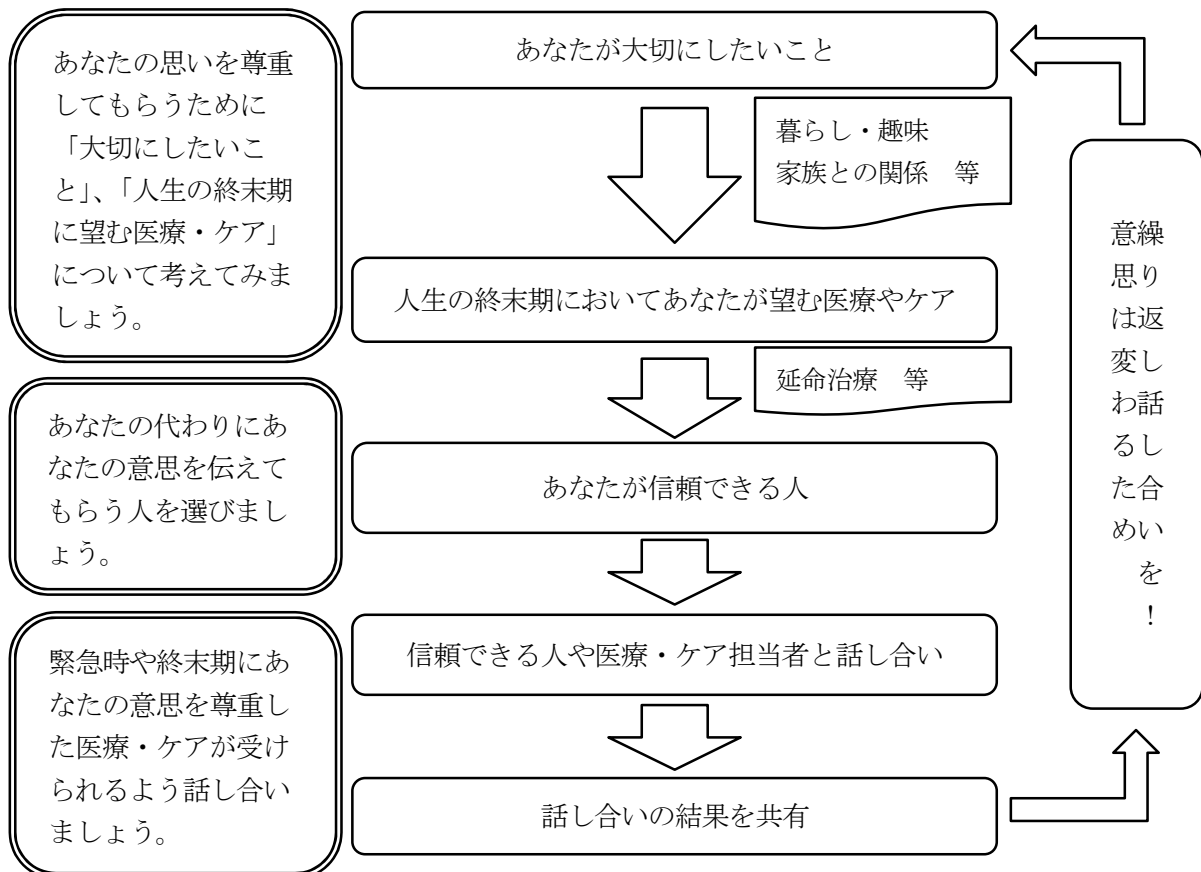 あなたの思いを尊重
してもらうために
「大切にしたいこ
と」、「人生の終末期
に望む医療・ケア」
について考えてみま
しょう。
あなたが大切にしたいこと
暮らし・趣味
家族との関係　等
人生の終末期においてあなたが望む医療やケア
延命治療　等
あなたの代わりにあ
なたの意思を伝えて
もらう人を選びまし
ょう。
あなたが信頼できる人
緊急時や終末期にあ
なたの意思を尊重し
た医療・ケアが受け
られるよう話し合い
ましょう。
信頼できる人や医療・ケア担当者と話し合い
話し合いの結果を共有
繰り返し話し合いを！
意思は変わるため